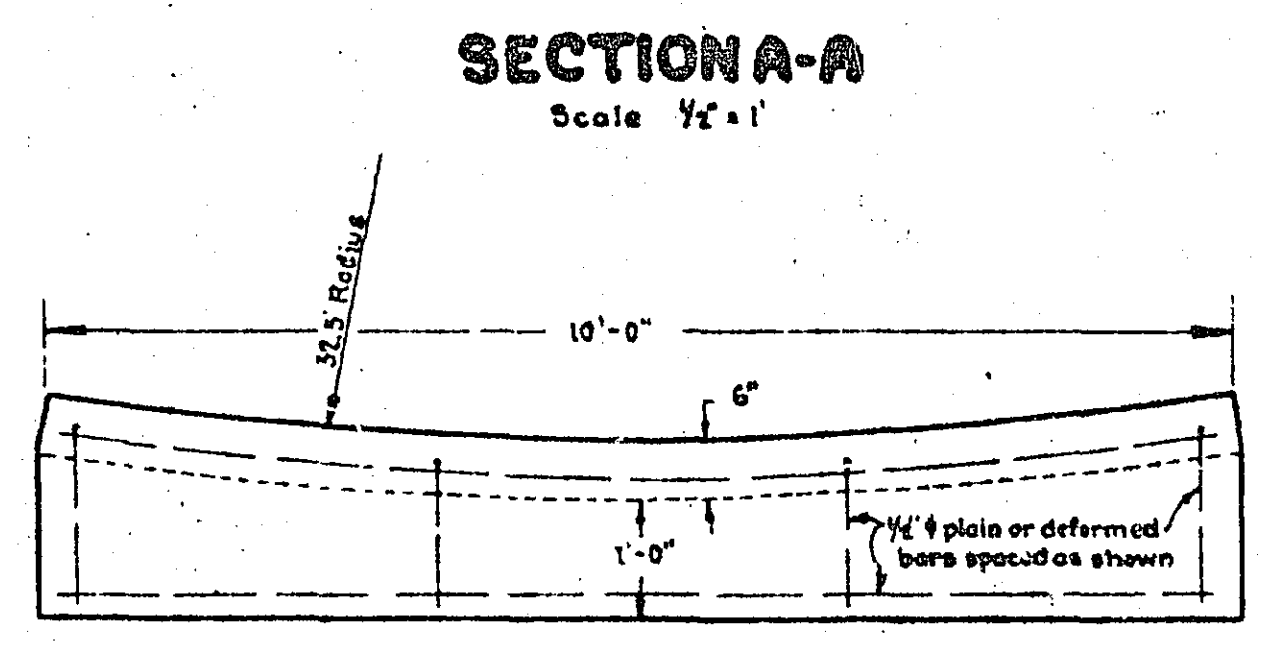 SECTION A-A
Scale 1/2" = 1'
32.5' Radius
10'-0"
6"
1'-0"
1/2" ϕ plain or deformed
bars spaced as shown